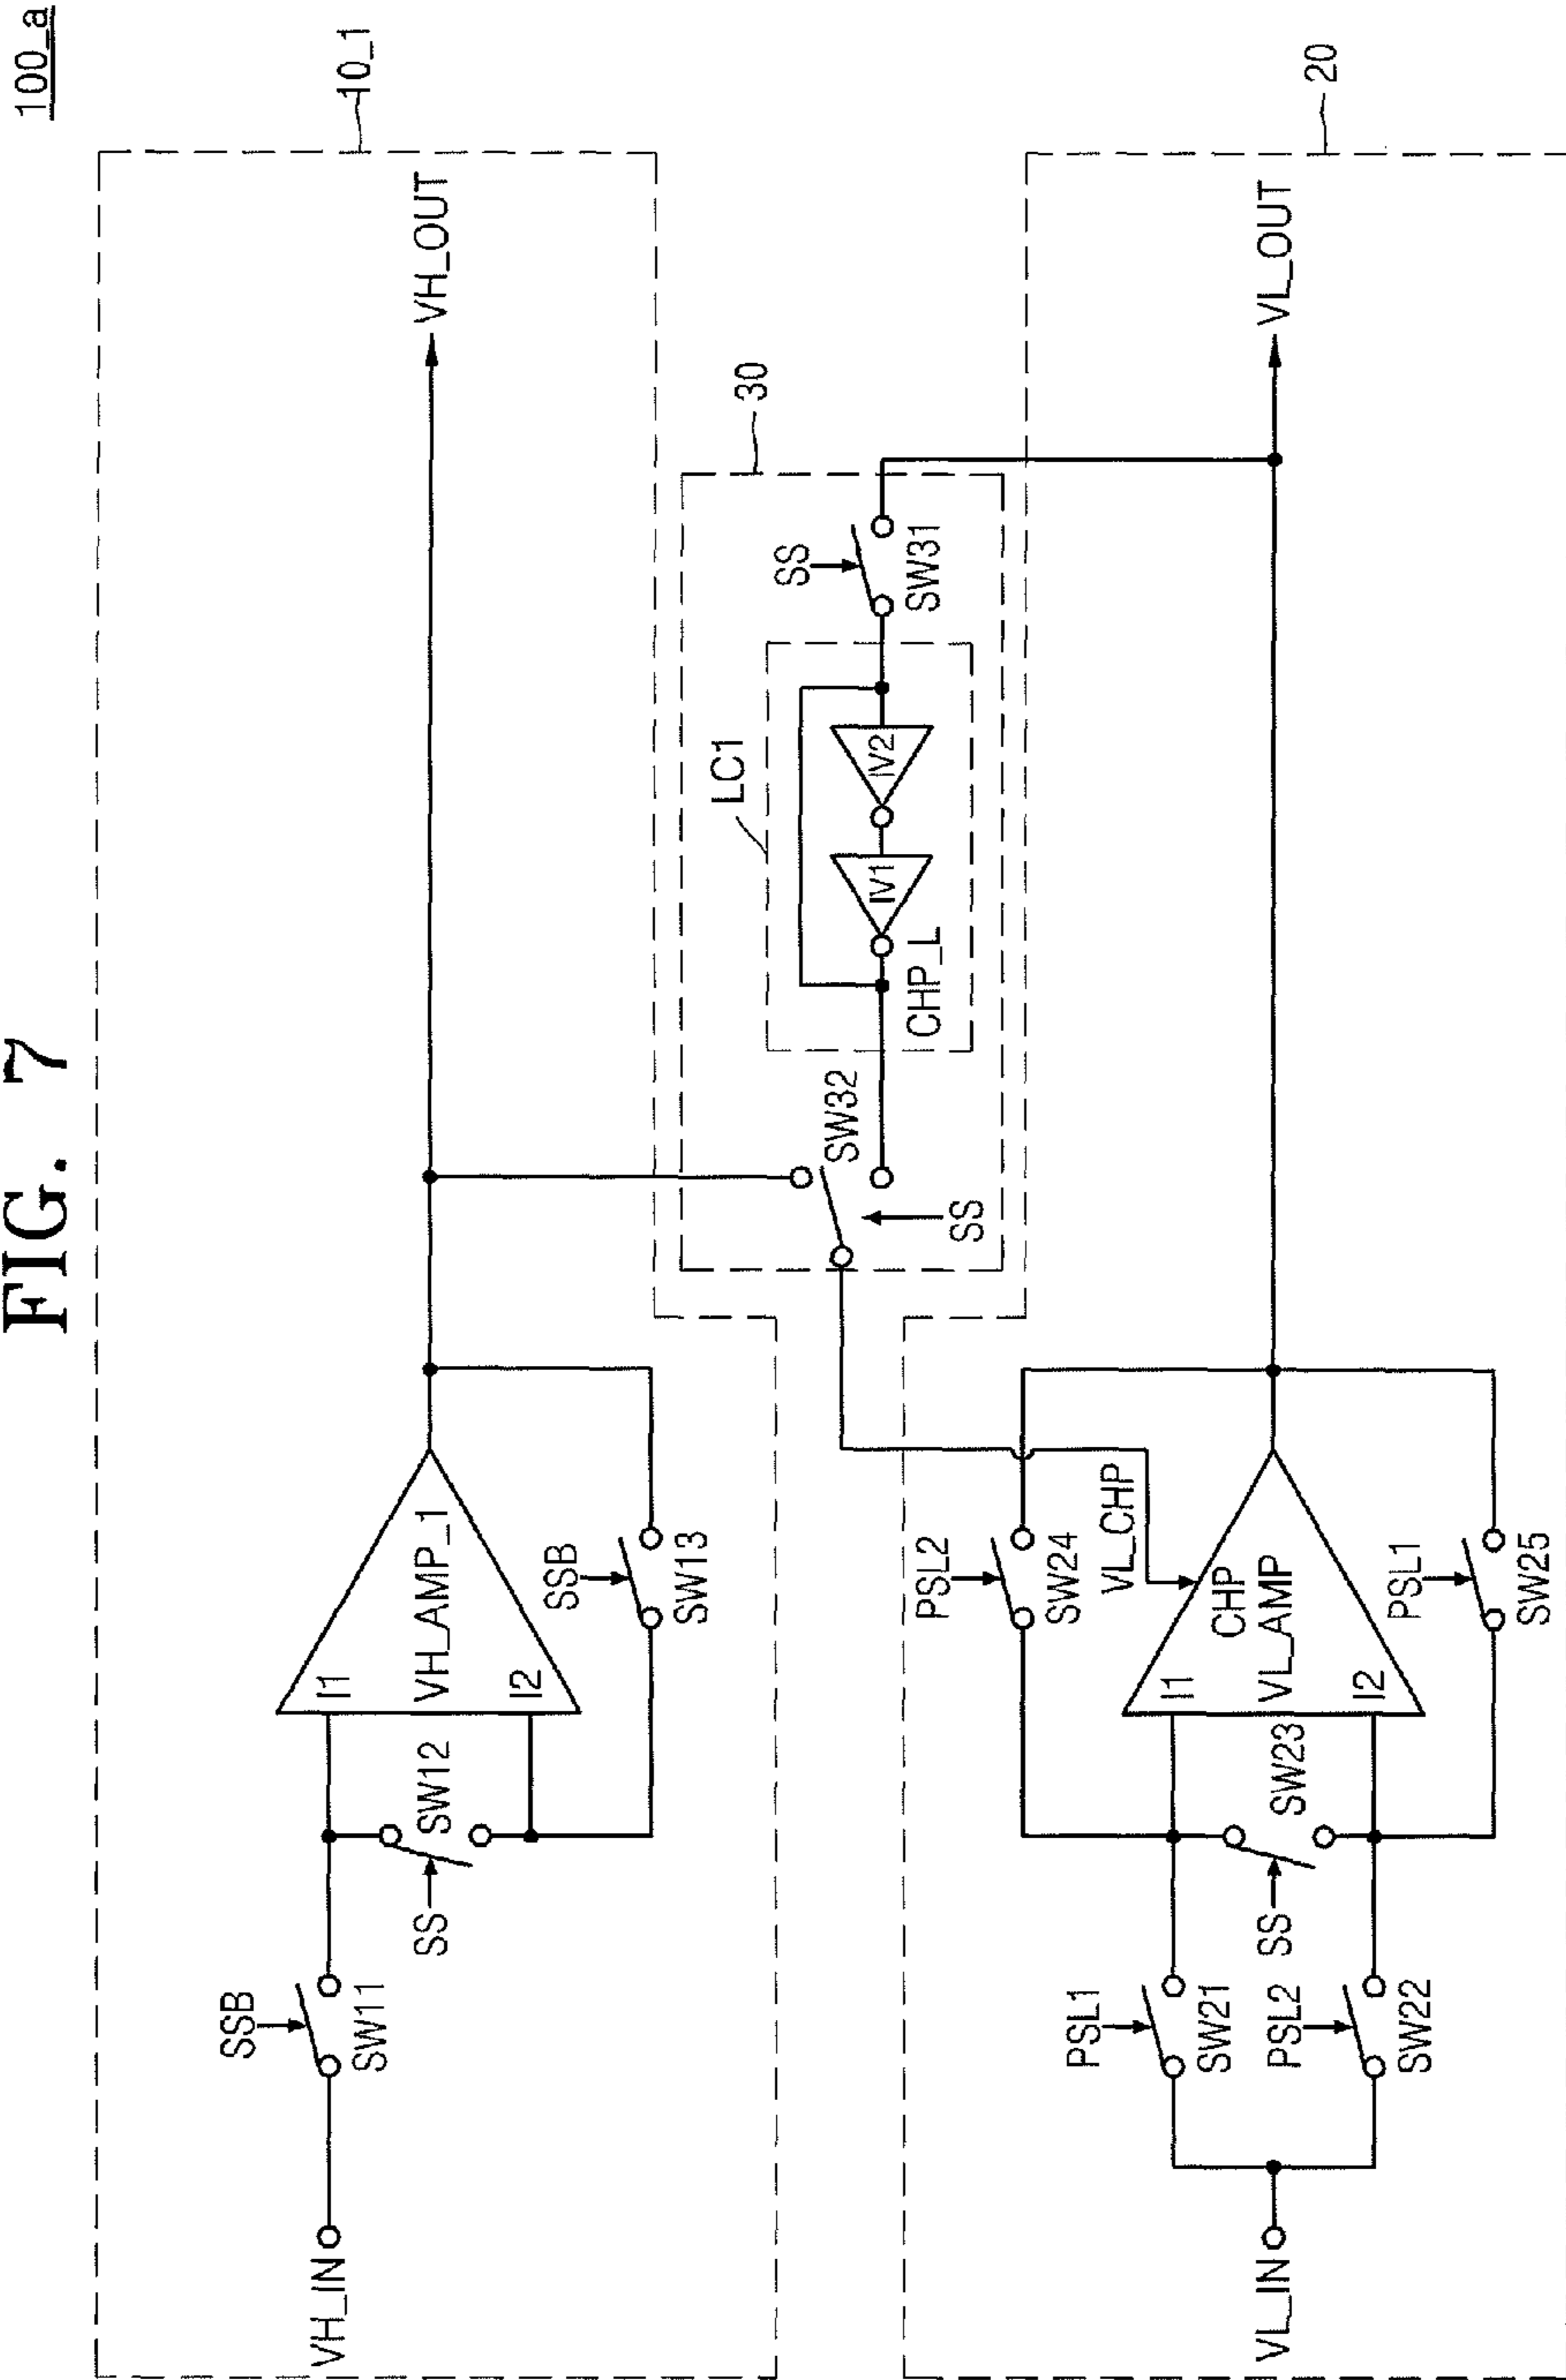 FIG. 7
100_a
10_1
VH_IN
SSB
SW11
SS
SW12
I1
VH_AMP_1
I2
SSB
SW13
VH_OUT
30
SW32
SS
LC1
CHP_L
IV1
IV2
SS
SW31
20
VL_IN
PSL1
SW21
PSL2
SW22
SS
SW23
PSL2
SW24
VL_CHP
I1
CHP
VL_AMP
I2
PSL1
SW25
VL_OUT